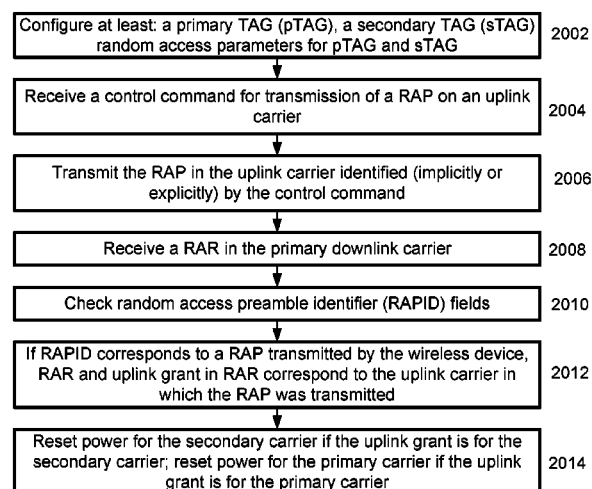 Configure at least: a primary TAG (pTAG), a secondary TAG (sTAG)
random access parameters for pTAG and sTAG
2002
Receive a control command for transmission of a RAP on an uplink
carrier
2004
Transmit the RAP in the uplink carrier identified (implicitly or
explicitly) by the control command
2006
Receive a RAR in the primary downlink carrier
2008
Check random access preamble identifier (RAPID) fields
2010
If RAPID corresponds to a RAP transmitted by the wireless device,
RAR and uplink grant in RAR correspond to the uplink carrier in
which the RAP was transmitted
2012
Reset power for the secondary carrier if the uplink grant is for the
secondary carrier; reset power for the primary carrier if the uplink
grant is for the primary carrier
2014